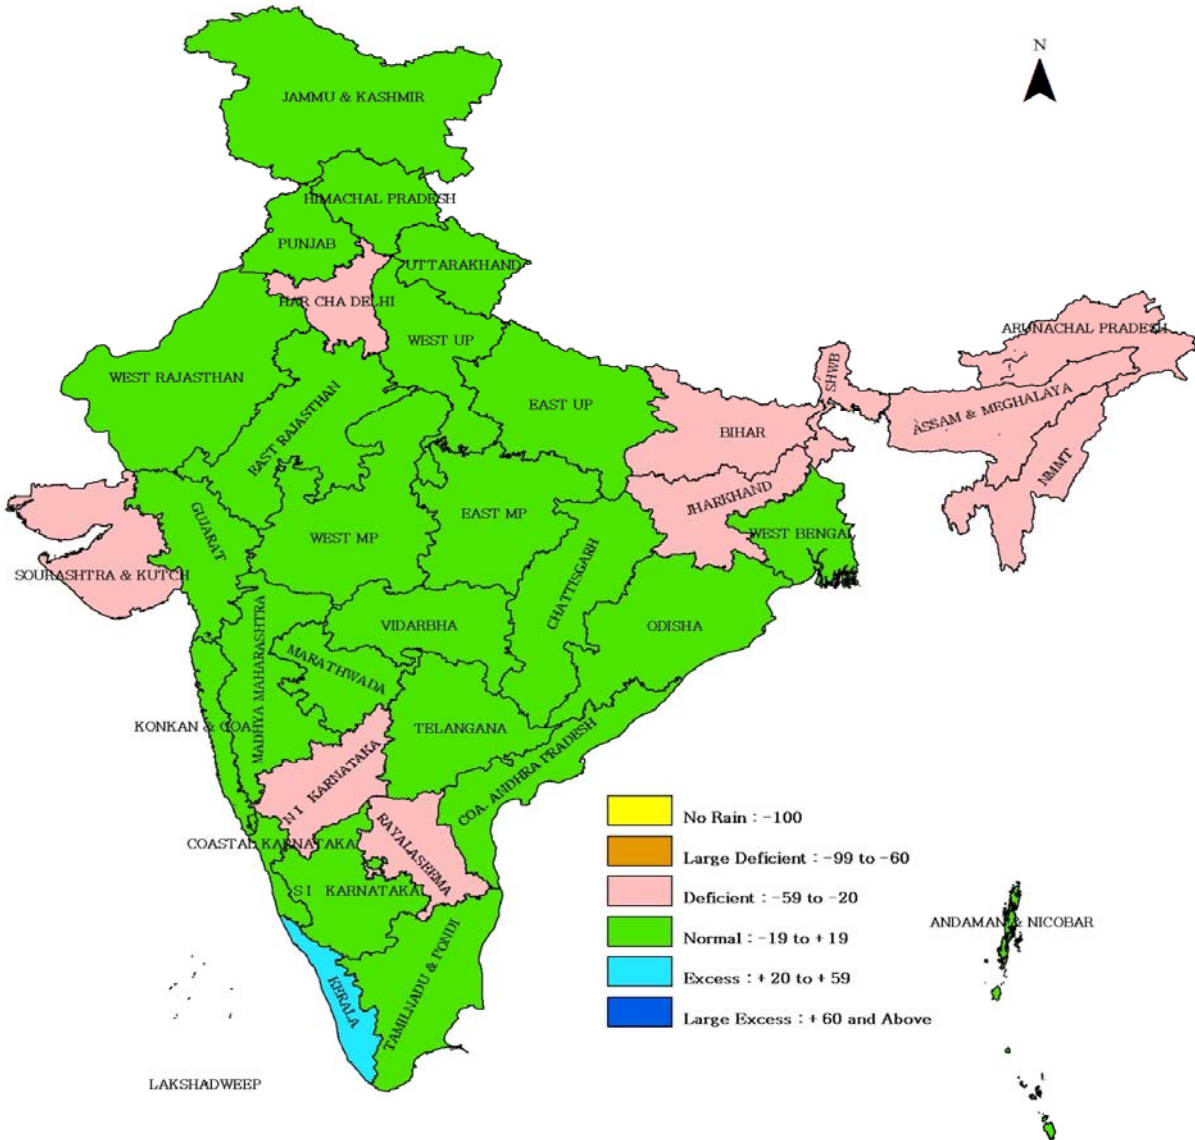 N
JAMMU & KASHMIR
HIMACHAL PRADESH
PUNJAB
UTTARAKHAND
HAR CHA DELHI
ARUNACHAL PRADESH
WEST UP
SHWB
WEST RAJASTHAN
EAST RAJASTHAN
EAST UP
ASSAM & MEGHALAYA
BIHAR
NMMT
JHARKHAND
GUJARAT
EAST MP
WEST MP
WEST BENGAL
SOURASHTRA & KUTCH
CHATTISGARH
VIDARBHA
ODISHA
MADHYA MAHARASHTRA
MARATHWADA
KONKAN & GOA
TELANGANA
COA. ANDHRA PRADESH
N I KARNATAKA
RAYALASEEMA
COASTAL KARNATAKA
S I KARNATAKA
KERALA
TAMILNADU & PONDI
LAKSHADWEEP
ANDAMAN & NICOBAR
No Rain : -100
Large Deficient : -99 to -60
Deficient : -59 to -20
Normal : -19 to +19
Excess : +20 to +59
Large Excess : +60 and Above